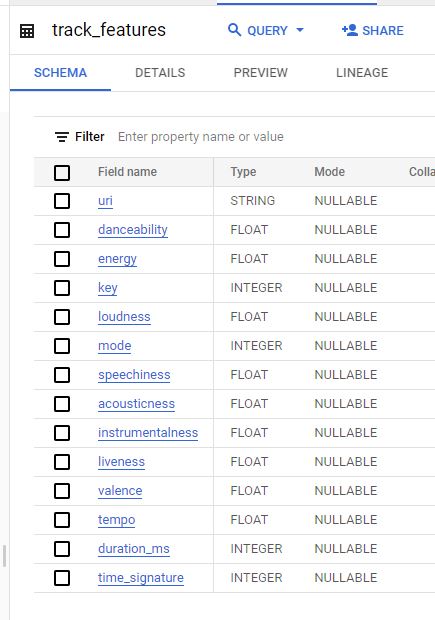 track_features QUERY SHARE
SCHEMA DETAILS PREVIEW LINEAGE
Filter Enter property name or value
Field name Type Mode Colla
uri STRING NULLABLE
danceability FLOAT NULLABLE
energy FLOAT NULLABLE
key INTEGER NULLABLE
loudness FLOAT NULLABLE
mode INTEGER NULLABLE
speechiness FLOAT NULLABLE
acousticness FLOAT NULLABLE
instrumentalness FLOAT NULLABLE
liveness FLOAT NULLABLE
valence FLOAT NULLABLE
tempo FLOAT NULLABLE
duration_ms INTEGER NULLABLE
time_signature INTEGER NULLABLE